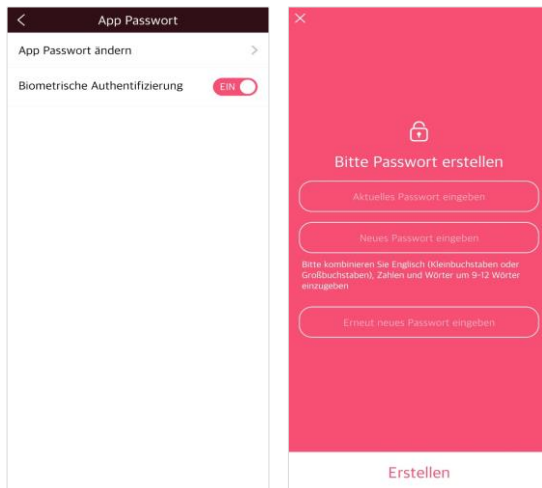 App Passwort
App Passwort ändern
Biometrische Authentifizierung
EIN
Bitte Passwort erstellen
Aktuelles Passwort eingeben
Neues Passwort eingeben
Bitte kombinieren Sie Englisch (Kleinbuchstaben oder
Großbuchstaben), Zahlen und Wörter um 9-12 Wörter
einzugeben
Erneut neues Passwort eingeben
Erstellen